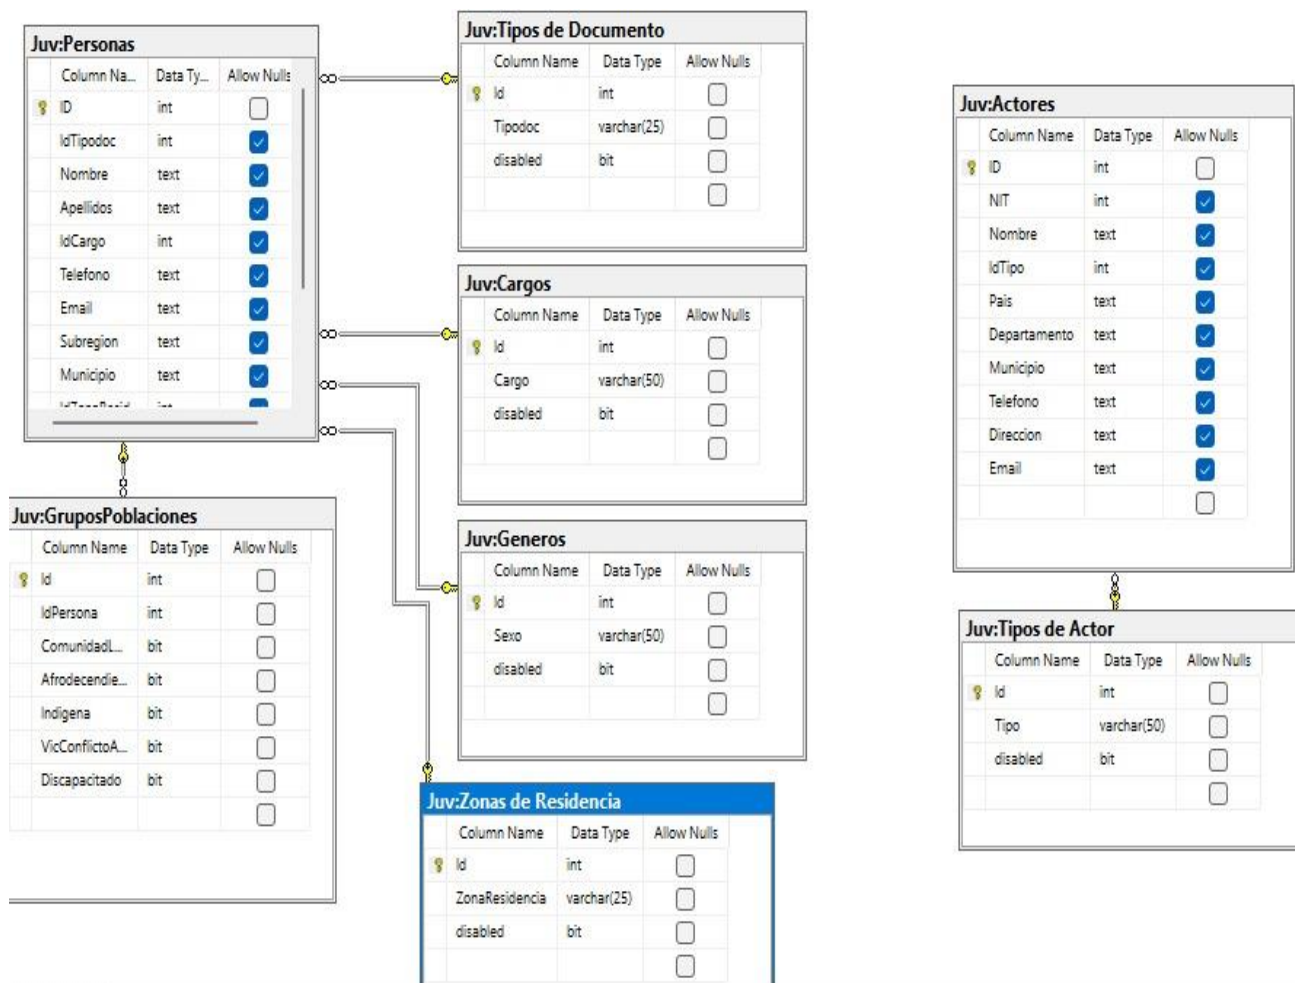 Juv:Personas
Column Na... Data Ty... Allow Nulls
ID int
IdTipodoc int
Nombre text
Apellidos text
IdCargo int
Telefono text
Email text
Subregion text
Municipio text
Juv:Tipos de Documento
Column Name Data Type Allow Nulls
Id int
Tipodoc varchar(25)
disabled bit
Juv:Cargos
Column Name Data Type Allow Nulls
Id int
Cargo varchar(50)
disabled bit
Juv:Generos
Column Name Data Type Allow Nulls
Id int
Sexo varchar(50)
disabled bit
Juv:GruposPoblaciones
Column Name Data Type Allow Nulls
Id int
IdPersona int
ComunidadL... bit
Afrodecendie... bit
Indigena bit
VicConflictoA... bit
Discapacitado bit
Juv:Zonas de Residencia
Column Name Data Type Allow Nulls
Id int
ZonaResidencia varchar(25)
disabled bit
Juv:Actores
Column Name Data Type Allow Nulls
ID int
NIT int
Nombre text
IdTipo int
Pais text
Departamento text
Municipio text
Telefono text
Direccion text
Email text
Juv:Tipos de Actor
Column Name Data Type Allow Nulls
Id int
Tipo varchar(50)
disabled bit